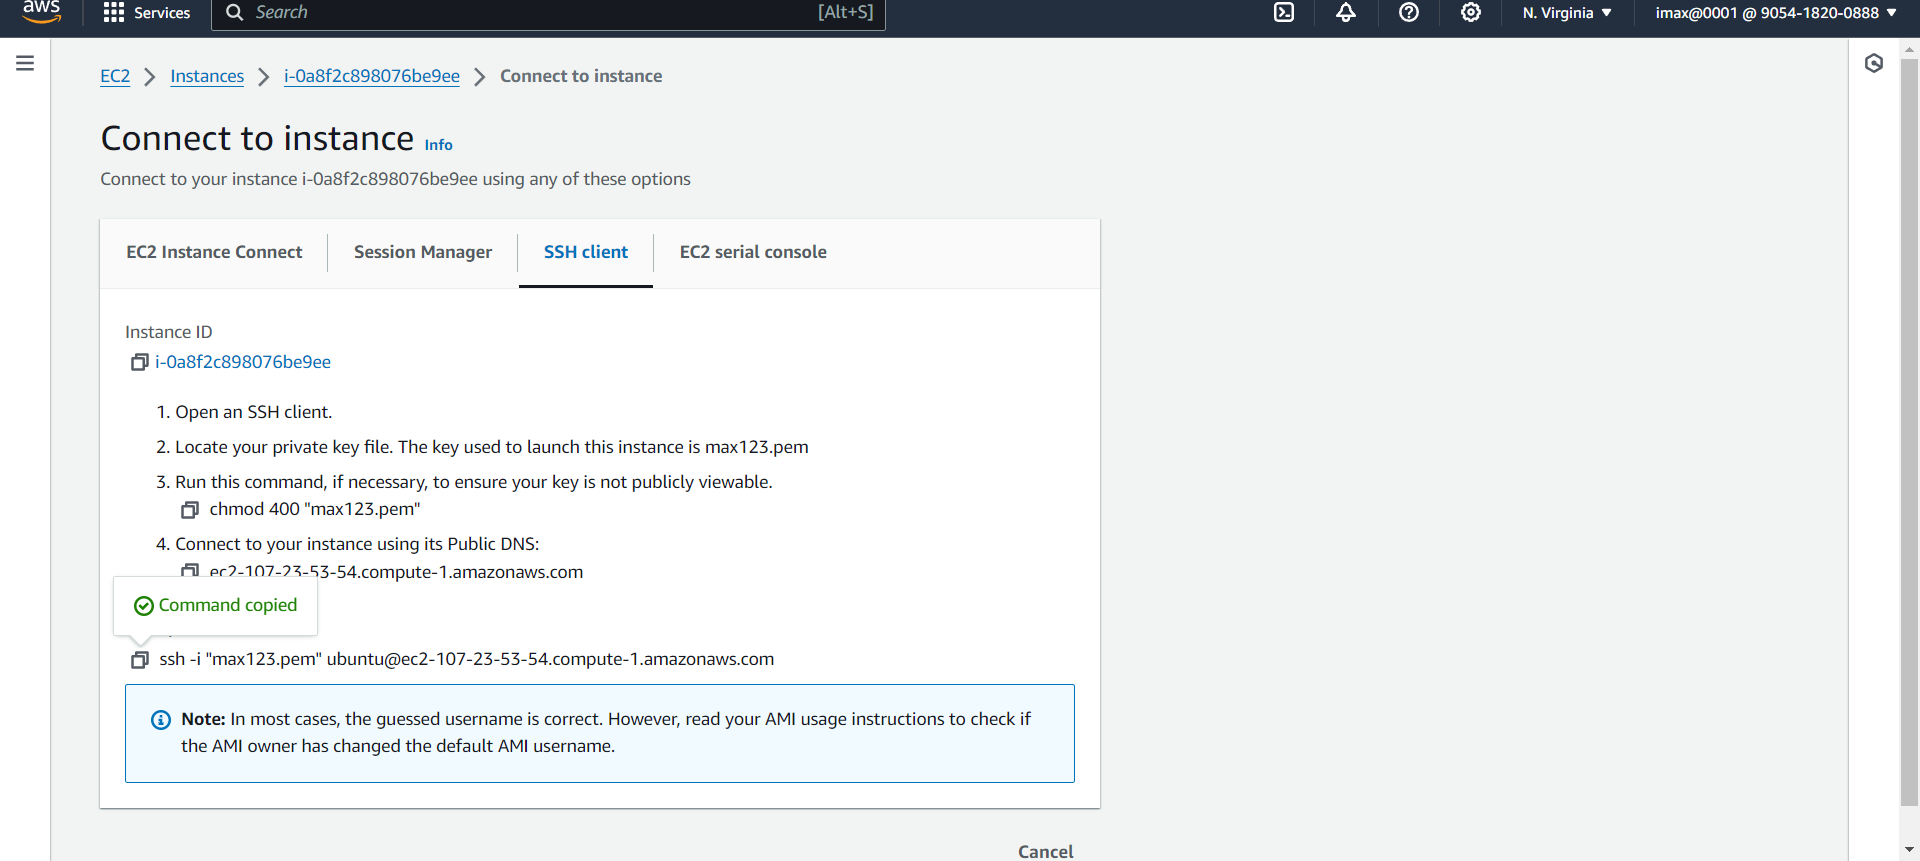 aws
Services
Search
[Alt+S]
N. Virginia
imax@0001 @ 9054-1820-0888
EC2
Instances
i-0a8f2c898076be9ee
Connect to instance
Connect to instance
Info
Connect to your instance i-0a8f2c898076be9ee using any of these options
EC2 Instance Connect
Session Manager
SSH client
EC2 serial console
Instance ID
i-0a8f2c898076be9ee
1. Open an SSH client.
2. Locate your private key file. The key used to launch this instance is max123.pem
3. Run this command, if necessary, to ensure your key is not publicly viewable.
chmod 400 "max123.pem"
4. Connect to your instance using its Public DNS:
ec2-107-23-53-54.compute-1.amazonaws.com
Command copied
ssh -i "max123.pem" ubuntu@ec2-107-23-53-54.compute-1.amazonaws.com
Note: In most cases, the guessed username is correct. However, read your AMI usage instructions to check if
the AMI owner has changed the default AMI username.
Cancel